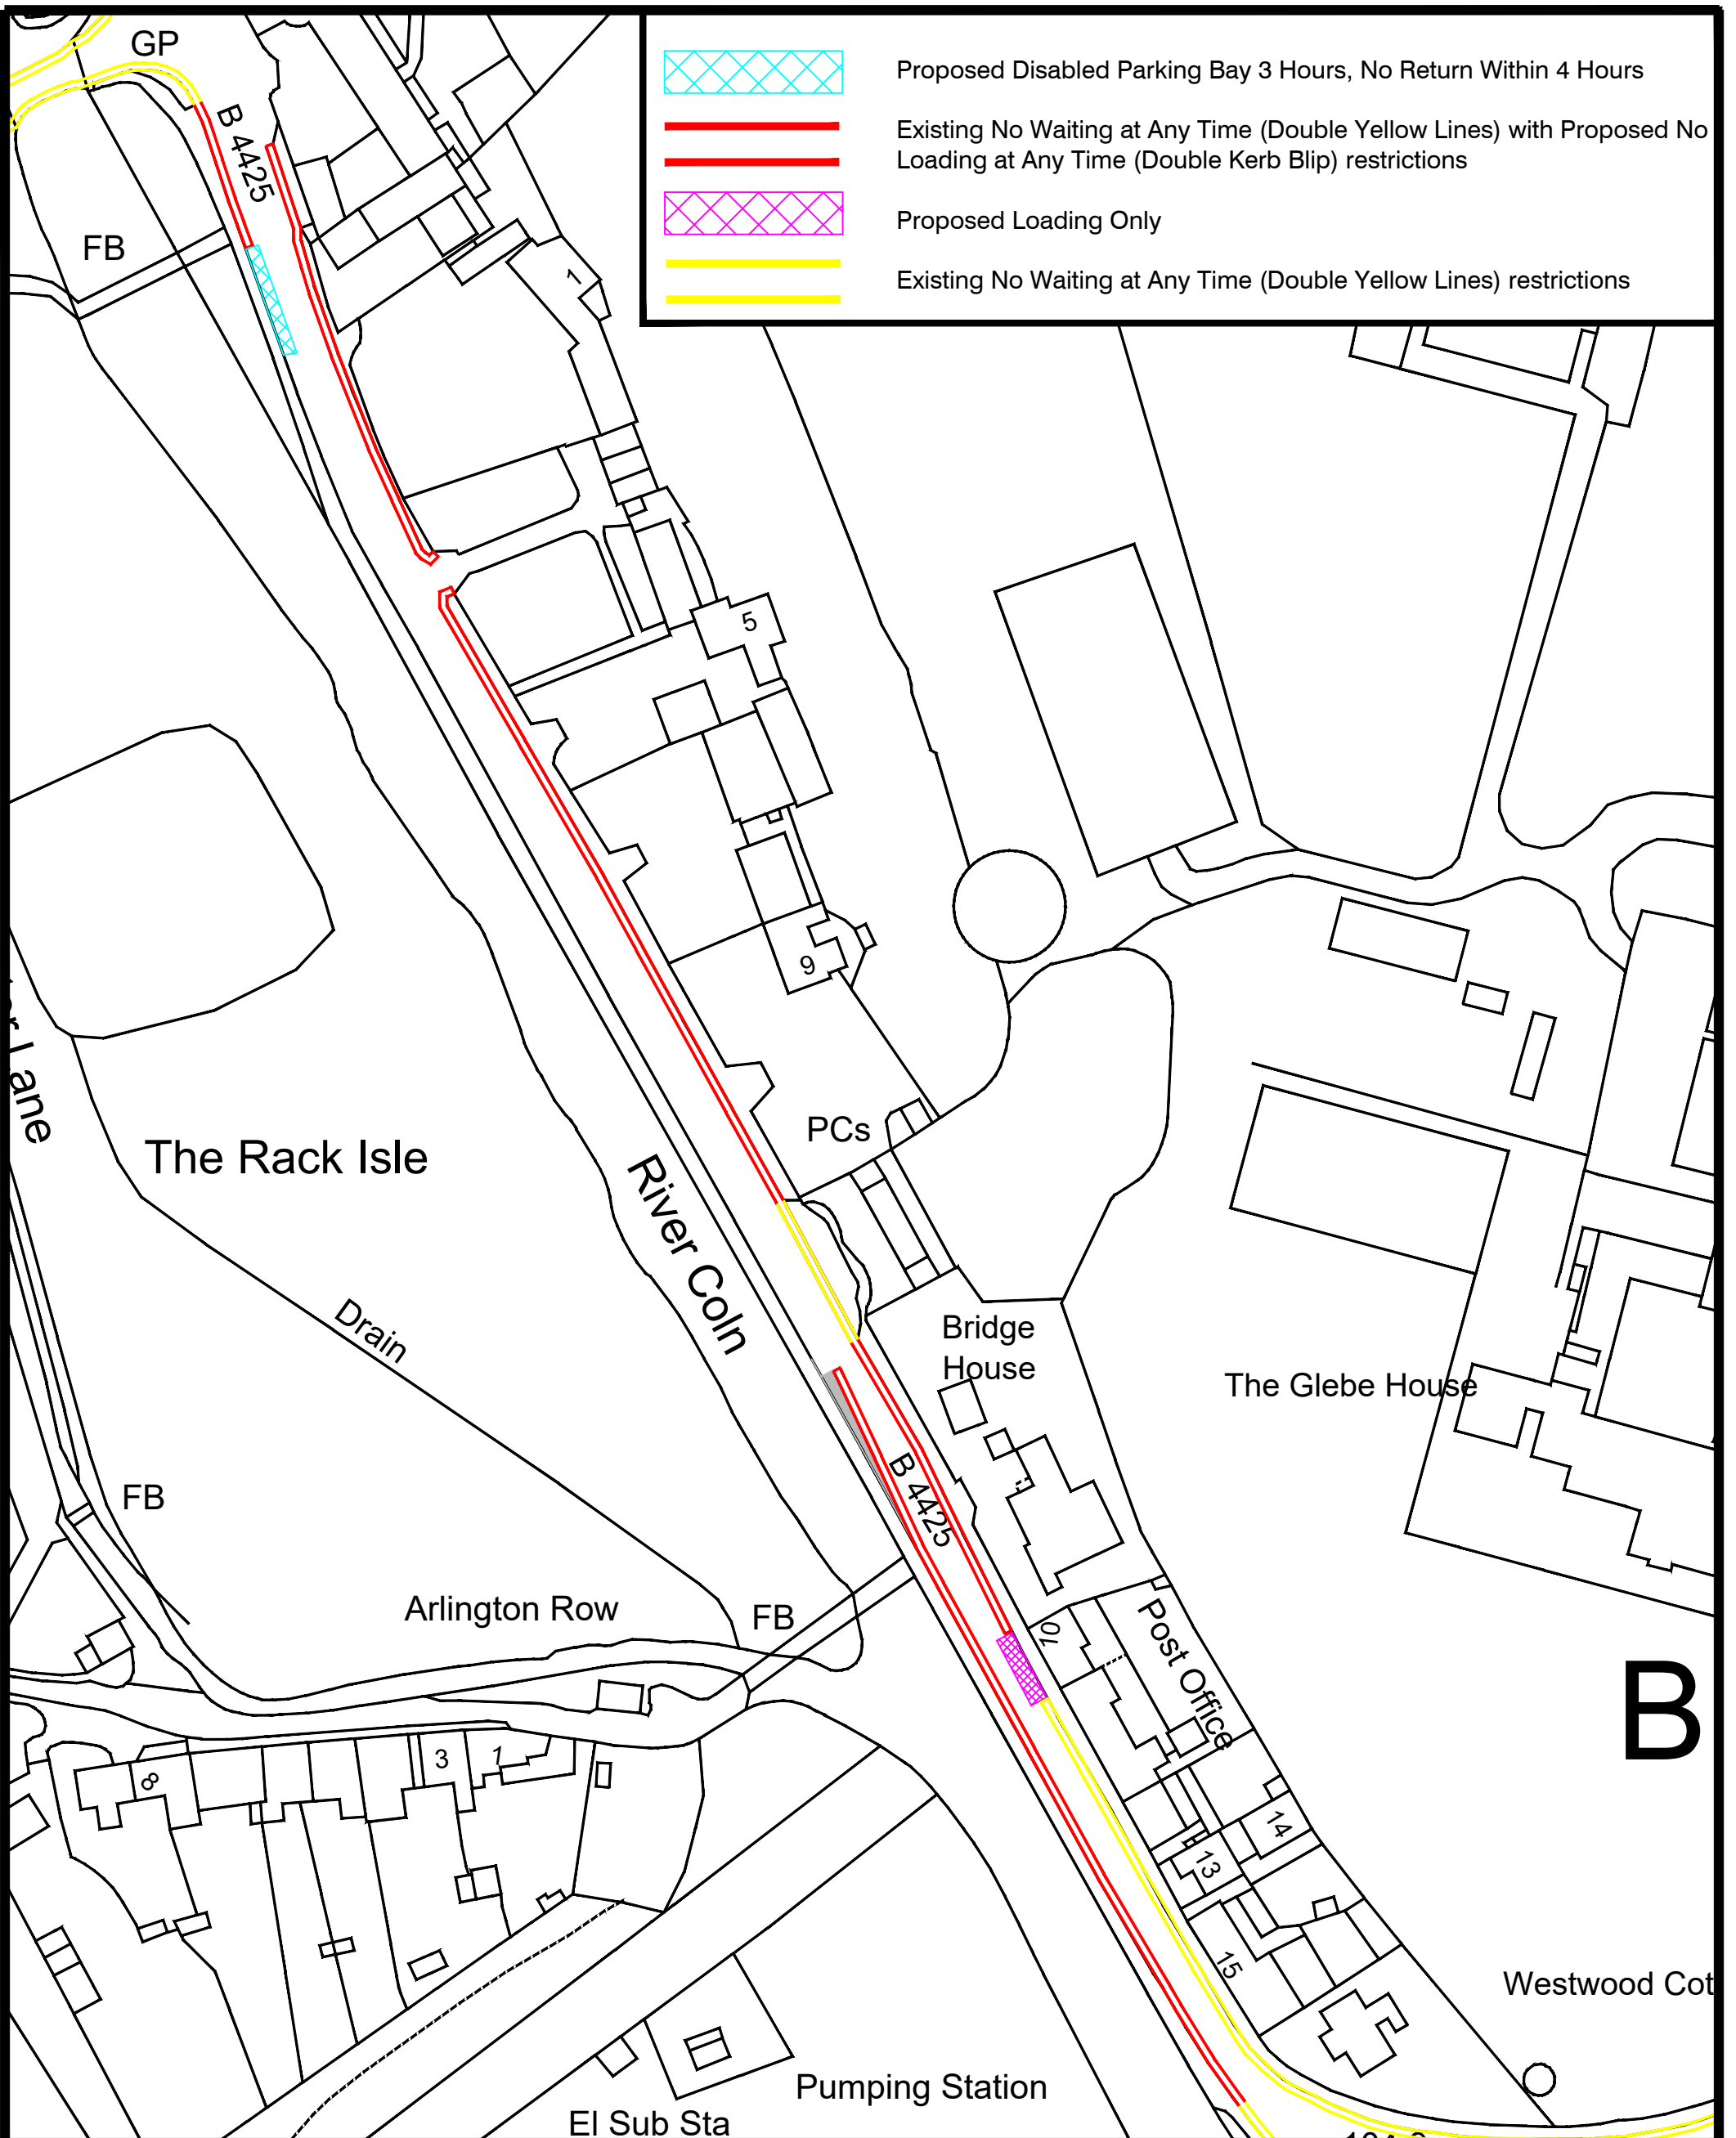 Proposed Disabled Parking Bay 3 Hours, No Return Within 4 Hours
Existing No Waiting at Any Time (Double Yellow Lines) with Proposed No
Loading at Any Time (Double Kerb Blip) restrictions
Proposed Loading Only
Existing No Waiting at Any Time (Double Yellow Lines) restrictions
GP
B 4425
FB
1
5
9
Lane
The Rack Isle
PCs
River Coln
Drain
Bridge
House
The Glebe House
B 4425
FB
Arlington Row
FB
10
Post Office
B
8
3
1
14
13
15
Westwood Cot
Pumping Station
El Sub Sta